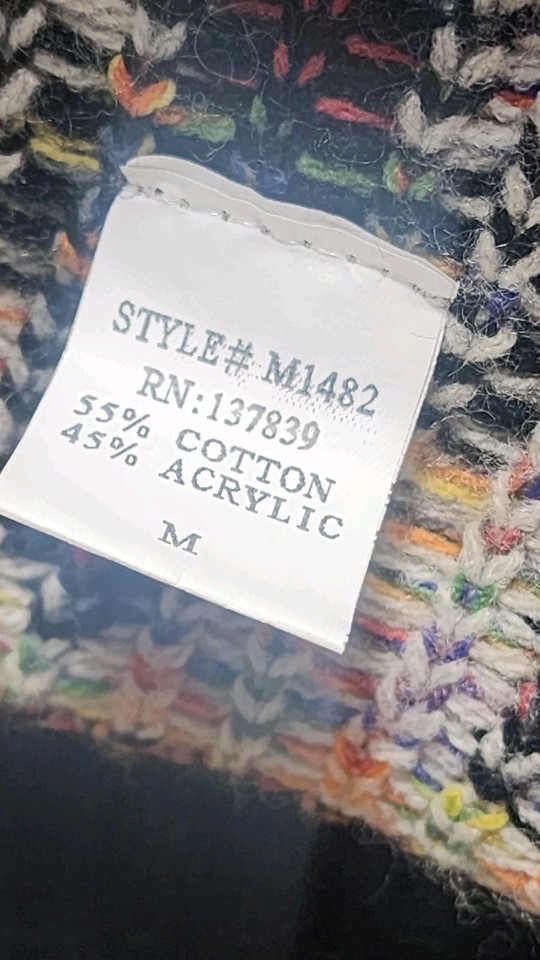 STYLE# M1482
RN:137839
55% COTTON
45% ACRYLIC
M